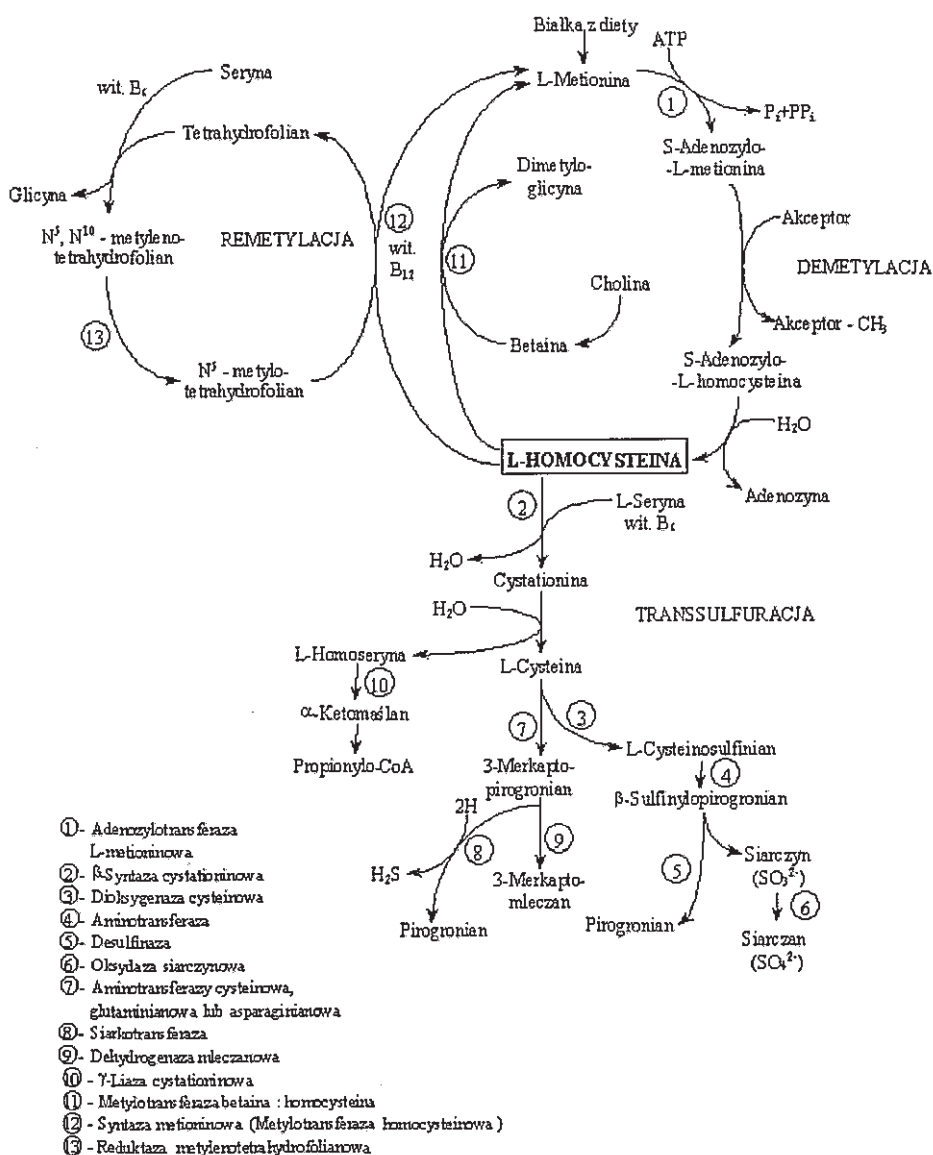 Białka z diety
ATP
wit. B₆
Seryna
L-Metionina
①
Pᵢ+PPᵢ
Tetrahydrofolian
S-Adenozylo-
-L-metionina
Dimetylo-
glicyna
Glicyna
N⁵, N¹⁰ - metyleno-
tetrahydrofolian
REMETYLACJA
⑫
wit.
B₁₂
⑪
Akceptor
DEMETYLACJA
Cholina
⑬
Akceptor - CH₃
Betaina
N⁵ - metylo-
tetrahydrofolian
S-Adenozylo-
-L-homocysteina
H₂O
L-HOMOCYSTEINA
Adenozyna
②
L-Seryna
wit. B₆
H₂O
Cystationina
H₂O
TRANSSULFURACJA
L-Homoseryna
L-Cysteina
⑩
α-Ketomaślan
⑦
③
L-Cysteinosulfinian
Propionylo-CoA
3-Merkapto-
pirogronian
④
β-Sulfinylopirogronian
2H
⑧
⑨
⑤
Siarczyn
(SO₃²⁻)
H₂S
3-Merkapto-
mleczan
⑥
Pirogronian
Pirogronian
Siarczan
(SO₄²⁻)
①- Adenozylotransferaza
L-metioninowa
②- β-Syntaza cystationinowa
③- Dioksygenaza cysteinowa
④- Aminotransferaza
⑤- Desulfinaza
⑥- Oksydaza siarczynowa
⑦- Aminotransferazy cysteinowa,
glutaminianowa lub asparaginianowa
⑧- Siarkotransferaza
⑨- Dehydrogenaza mleczanowa
⑩ - γ-Liaza cystationinowa
⑪ - Metylotransferaza betaina : homocysteina
⑫ - Syntaza metioninowa (Metylotransferaza homocysteinowa)
⑬ - Reduktaza metylenotetrahydrofolianowa